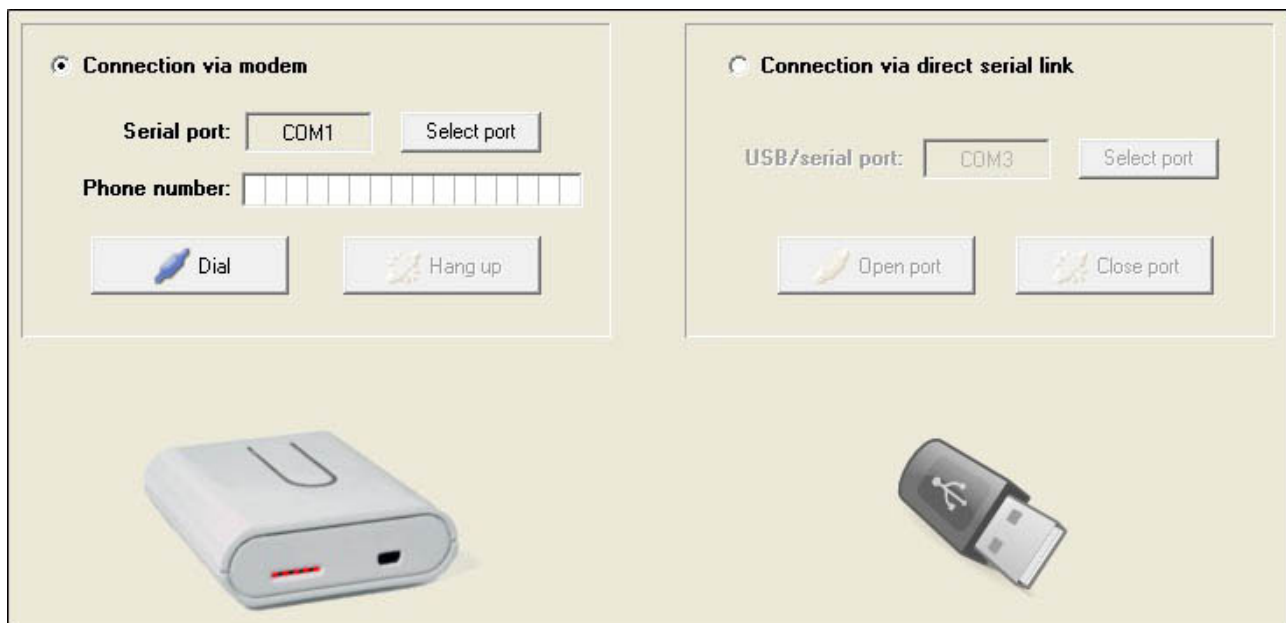 Connection via modem
Serial port: COM1 Select port
Phone number:
Dial Hang up
Connection via direct serial link
USB/serial port: COM3 Select port
Open port Close port